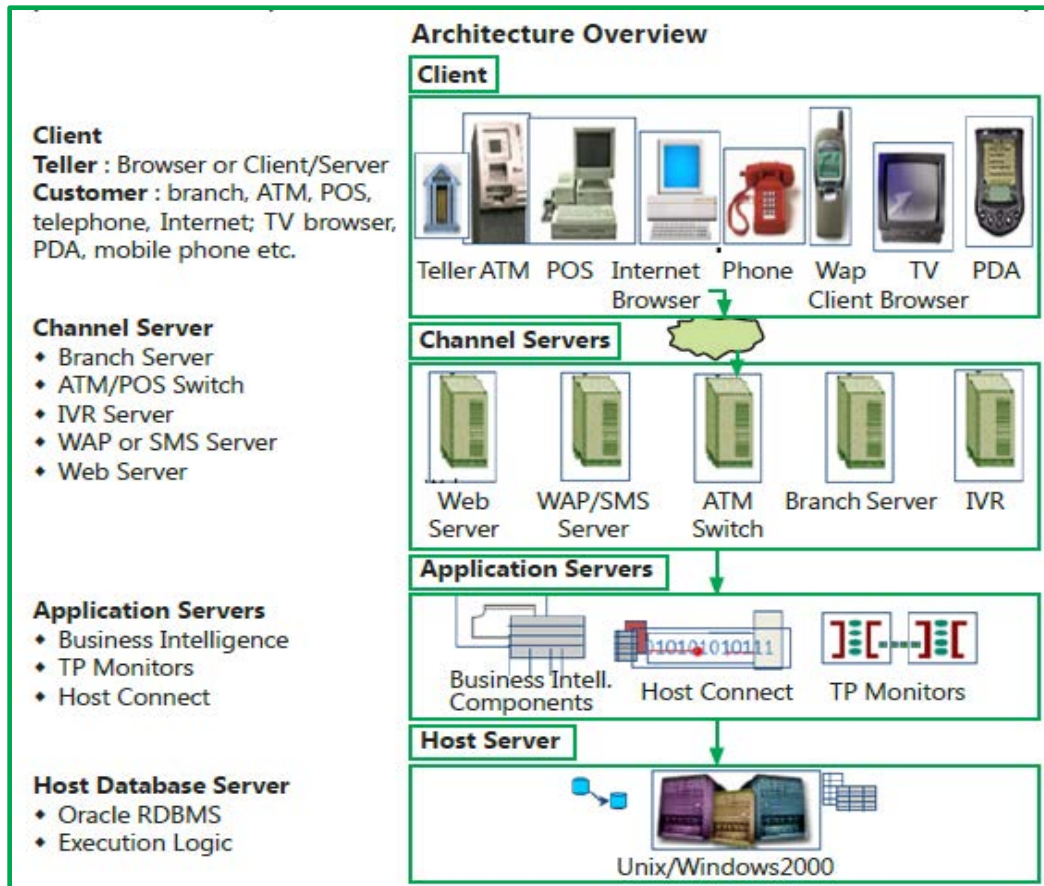 Architecture Overview
Client
Client
Teller : Browser or Client/Server
Customer : branch, ATM, POS,
telephone, Internet; TV browser,
PDA, mobile phone etc.
Teller ATM POS Internet Phone Wap TV PDA
Browser Client Browser
Channel Server
◆ Branch Server
◆ ATM/POS Switch
◆ IVR Server
◆ WAP or SMS Server
◆ Web Server
Channel Servers
Web WAP/SMS ATM Branch Server IVR
Server Server Switch
Application Servers
Application Servers
◆ Business Intelligence
◆ TP Monitors
◆ Host Connect
010101010111
Business Intell. Host Connect TP Monitors
Components
Host Server
Host Database Server
◆ Oracle RDBMS
◆ Execution Logic
Unix/Windows2000